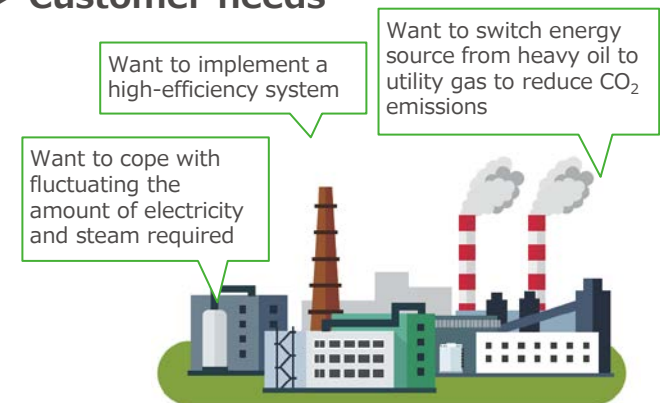 Customer needs
Want to implement a
high-efficiency system
Want to switch energy
source from heavy oil to
utility gas to reduce CO₂
emissions
Want to cope with
fluctuating the
amount of electricity
and steam required